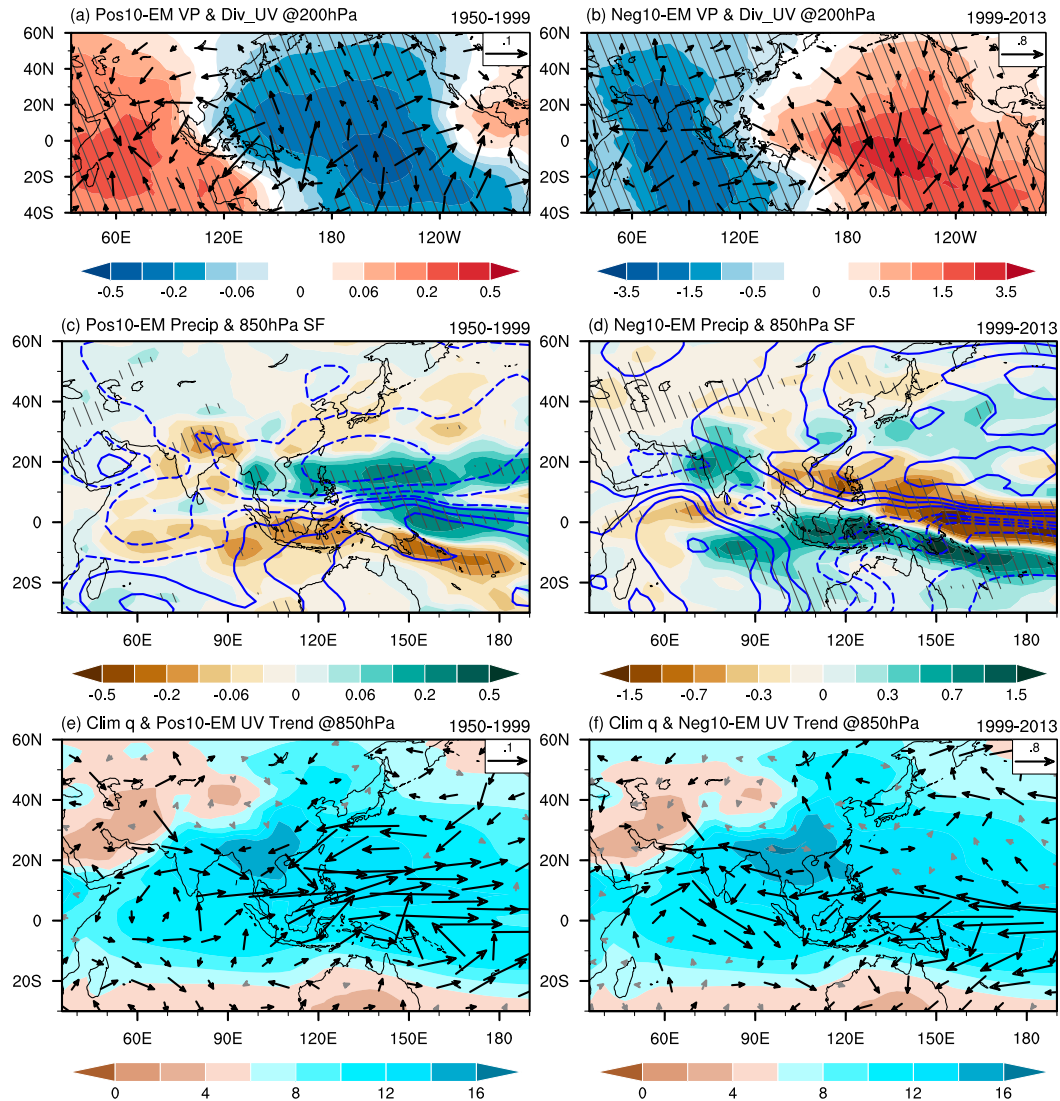 (a) Pos10-EM VP & Div_UV @200hPa 1950-1999
(b) Neg10-EM VP & Div_UV @200hPa 1999-2013
60N .1 60N .8
40N 40N
20N 20N
0 0
20S 20S
40S 40S
60E 120E 180 120W 60E 120E 180 120W
-0.5 -0.2 -0.06 0 0.06 0.2 0.5 -3.5 -1.5 -0.5 0 0.5 1.5 3.5
(c) Pos10-EM Precip & 850hPa SF 1950-1999
(d) Neg10-EM Precip & 850hPa SF 1999-2013
60N 60N
40N 40N
20N 20N
0 0
20S 20S
60E 90E 120E 150E 180 60E 90E 120E 150E 180
-0.5 -0.2 -0.06 0 0.06 0.2 0.5 -1.5 -0.7 -0.3 0 0.3 0.7 1.5
(e) Clim q & Pos10-EM UV Trend @850hPa 1950-1999
(f) Clim q & Neg10-EM UV Trend @850hPa 1999-2013
60N .1 60N .8
40N 40N
20N 20N
0 0
20S 20S
60E 90E 120E 150E 180 60E 90E 120E 150E 180
0 4 8 12 16 0 4 8 12 16